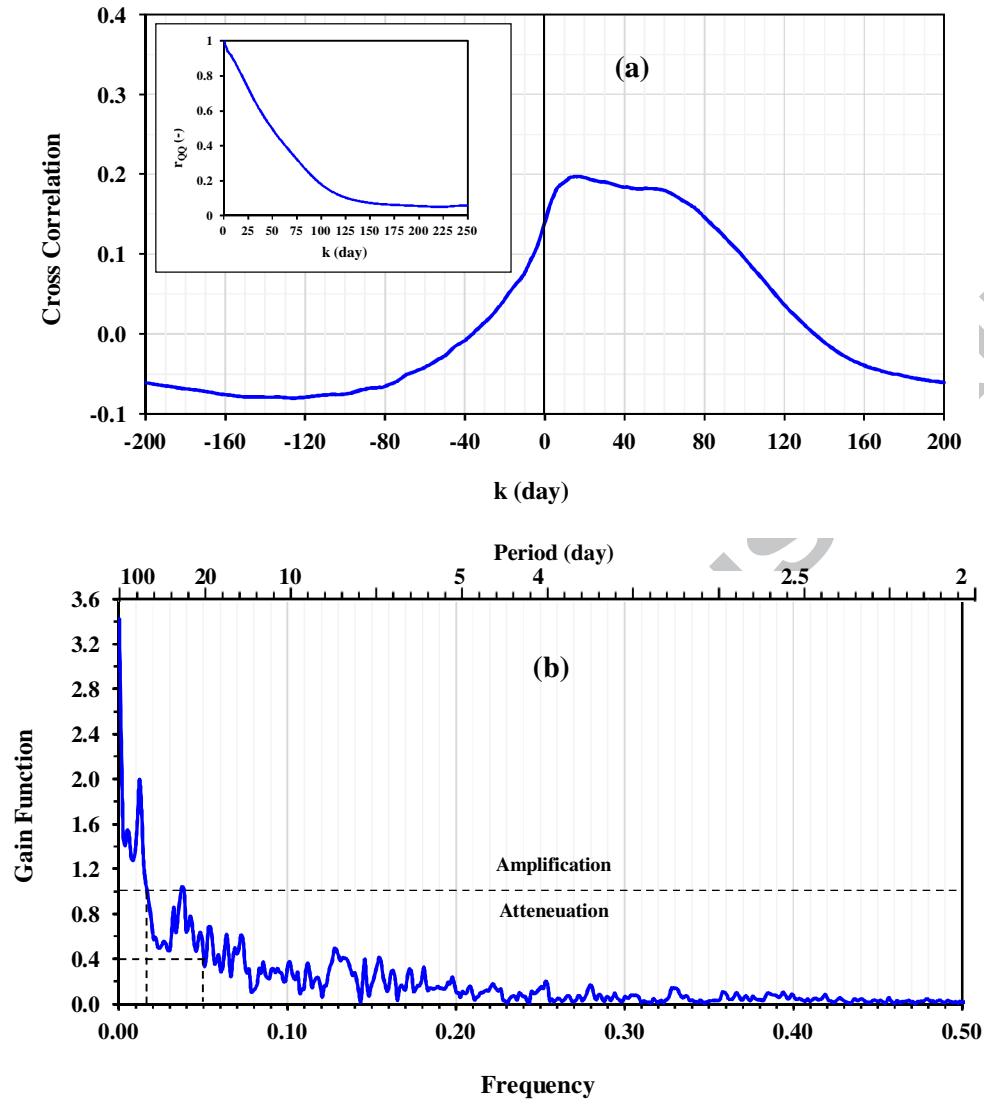 0.4
0.3
0.2
0.1
0.0
-0.1
Cross Correlation
(a)
1
0.8
0.6
0.4
0.2
0
r_QQ (-)
0 25 50 75 100 125 150 175 200 225 250
k (day)
-200 -160 -120 -80 -40 0 40 80 120 160 200
k (day)
Period (day)
100 20 10 5 4 2.5 2
3.6
3.2
2.8
2.4
2.0
1.6
1.2
0.8
0.4
0.0
Gain Function
(b)
Amplification
Atteneuation
0.00 0.10 0.20 0.30 0.40 0.50
Frequency